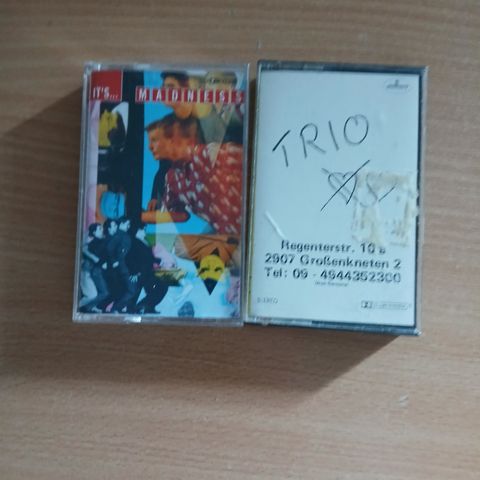 IT'S... MADNESS
TRIO
Regenterstr. 10 a
2907 Großenkneten 2
Tel: 09 - 4944352300